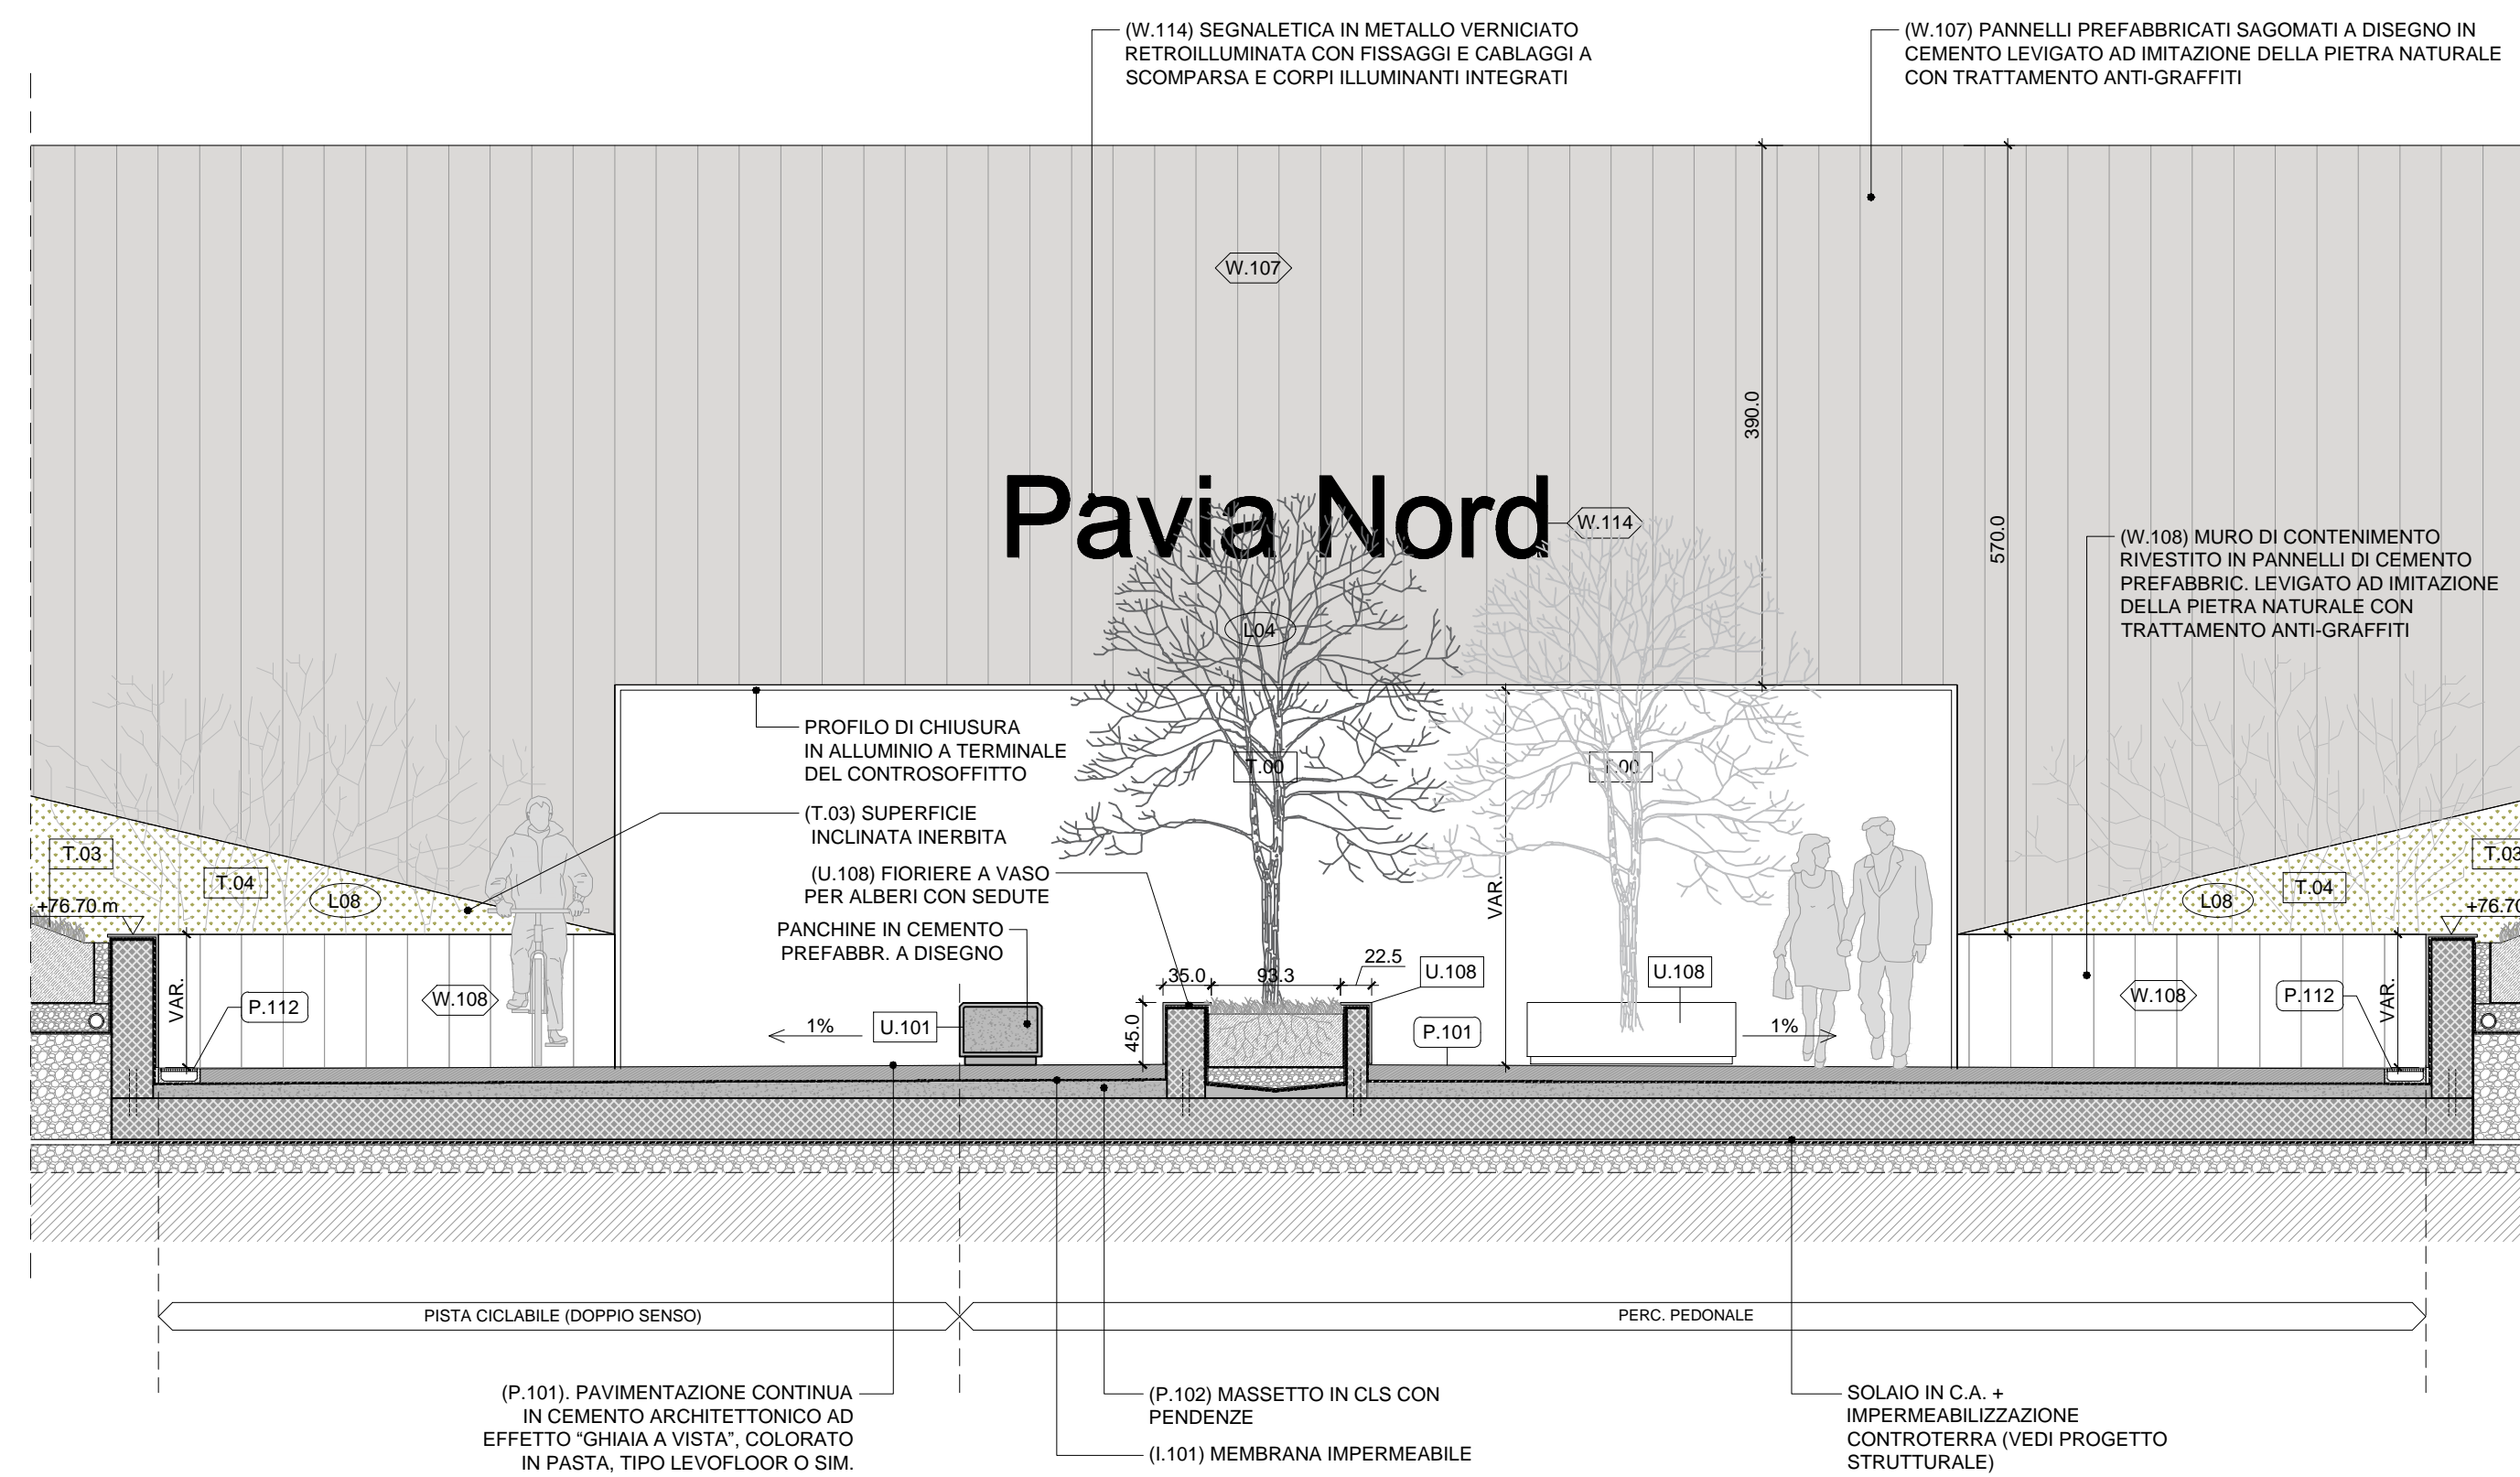 (W.114) SEGNALETICA IN METALLO VERNICIATO
RETROILLUMINATA CON FISSAGGI E CABLAGGI A
SCOMPARSA E CORPI ILLUMINANTI INTEGRATI
(W.107) PANNELLI PREFABBRICATI SAGOMATI A DISEGNO IN
CEMENTO LEVIGATO AD IMITAZIONE DELLA PIETRA NATURALE
CON TRATTAMENTO ANTI-GRAFFITI
W.107
390.0
570.0
Pavia Nord
W.114
(W.108) MURO DI CONTENIMENTO
RIVESTITO IN PANNELLI DI CEMENTO
PREFABBRIC. LEVIGATO AD IMITAZIONE
DELLA PIETRA NATURALE CON
TRATTAMENTO ANTI-GRAFFITI
L04
PROFILO DI CHIUSURA
IN ALLUMINIO A TERMINALE
DEL CONTROSOFFITTO
T.00
T.00
(T.03) SUPERFICIE
INCLINATA INERBITA
T.03
T.04
L08
(U.108) FIORIERE A VASO
PER ALBERI CON SEDUTE
VAR.
T.03
T.04
L08
+76.70 m
+76.70
PANCHINE IN CEMENTO
PREFABBR. A DISEGNO
35.0
93.3
22.5
U.108
U.108
VAR.
P.112
W.108
1%
U.101
45.0
P.101
1%
W.108
P.112
VAR.
PISTA CICLABILE (DOPPIO SENSO)
PERC. PEDONALE
(P.101). PAVIMENTAZIONE CONTINUA
IN CEMENTO ARCHITETTONICO AD
EFFETTO “GHIAIA A VISTA”, COLORATO
IN PASTA, TIPO LEVOFLOOR O SIM.
(P.102) MASSETTO IN CLS CON
PENDENZE
(I.101) MEMBRANA IMPERMEABILE
SOLAIO IN C.A. +
IMPERMEABILIZZAZIONE
CONTROTERRA (VEDI PROGETTO
STRUTTURALE)